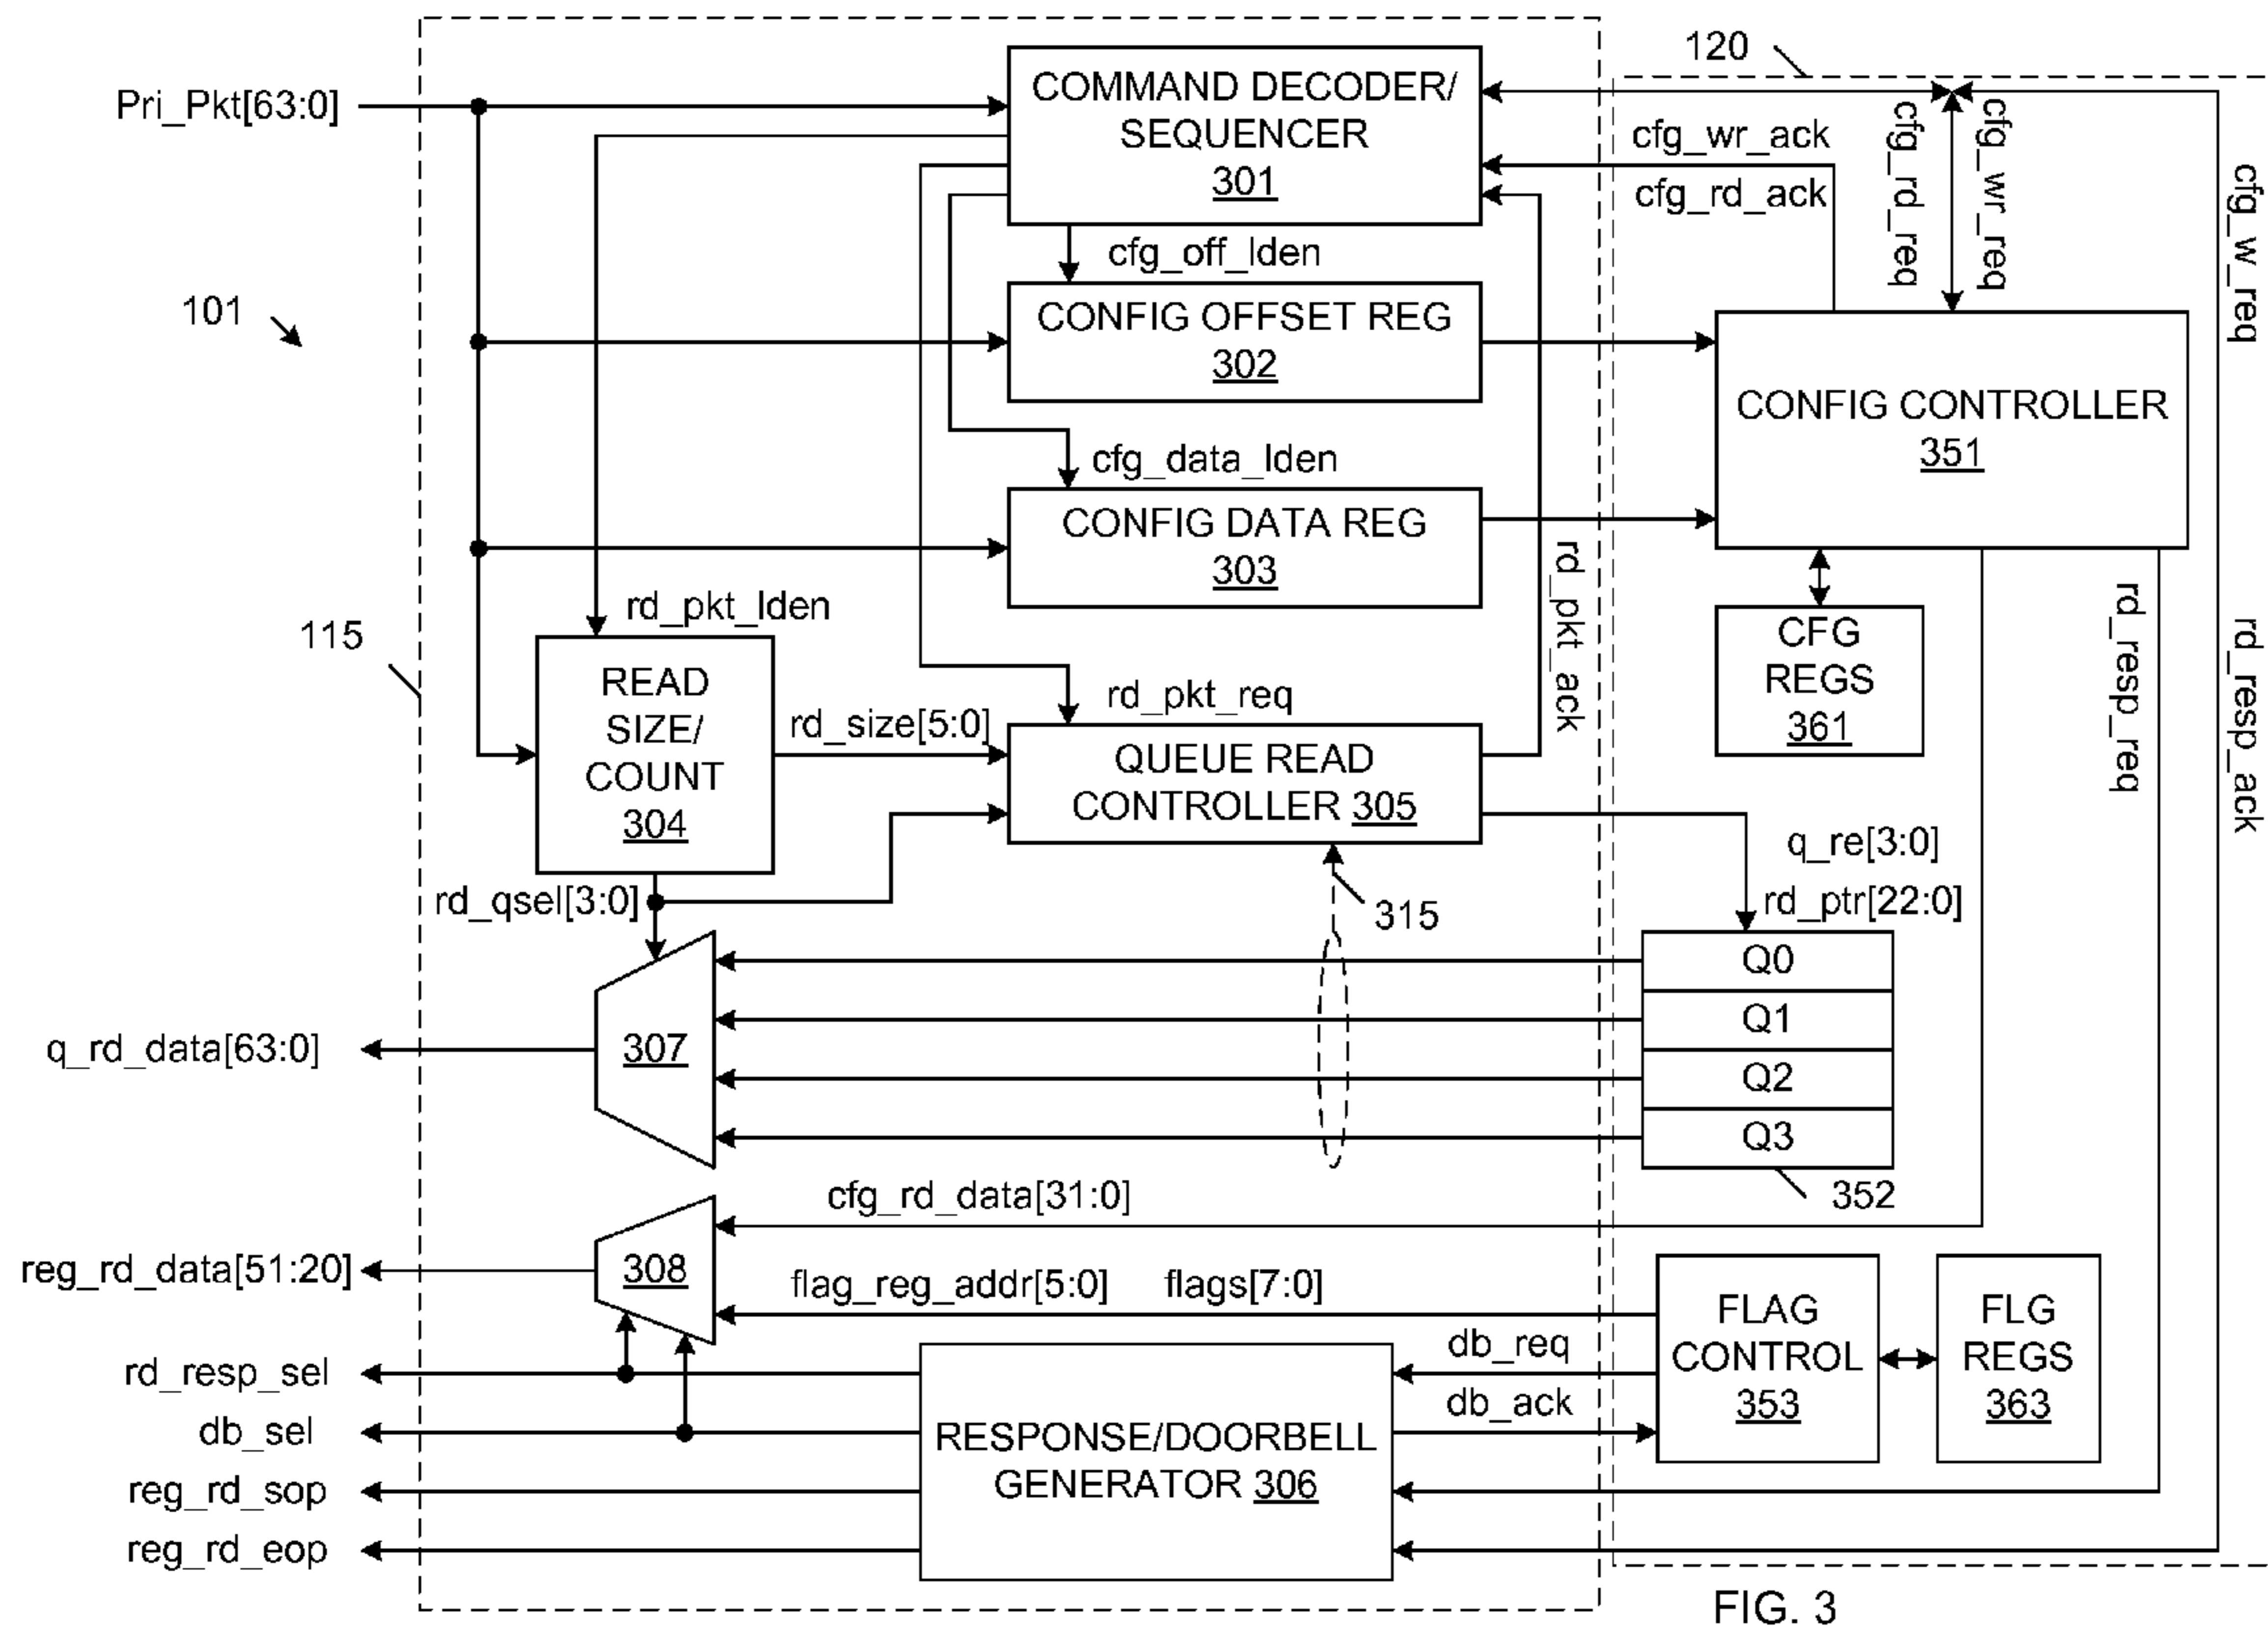 120
Pri_Pkt[63:0]
COMMAND DECODER/
SEQUENCER
301
cfg_wr_ack
cfg_rd_ack
cfg_rd_req
cfg_wr_req
cfg_w_req
cfg_off_lden
101
CONFIG OFFSET REG
302
CONFIG CONTROLLER
351
cfg_data_lden
CONFIG DATA REG
303
rd_pkt_ack
rd_resp_req
rd_resp_ack
115
rd_pkt_lden
CFG
REGS
361
READ
SIZE/
COUNT
304
rd_size[5:0]
rd_pkt_req
QUEUE READ
CONTROLLER 305
q_re[3:0]
rd_ptr[22:0]
rd_qsel[3:0]
315
Q0
Q1
Q2
Q3
352
q_rd_data[63:0]
307
cfg_rd_data[31:0]
reg_rd_data[51:20]
308
flag_reg_addr[5:0] flags[7:0]
FLAG
CONTROL
353
FLG
REGS
363
db_req
db_ack
rd_resp_sel
db_sel
reg_rd_sop
reg_rd_eop
RESPONSE/DOORBELL
GENERATOR 306
FIG. 3